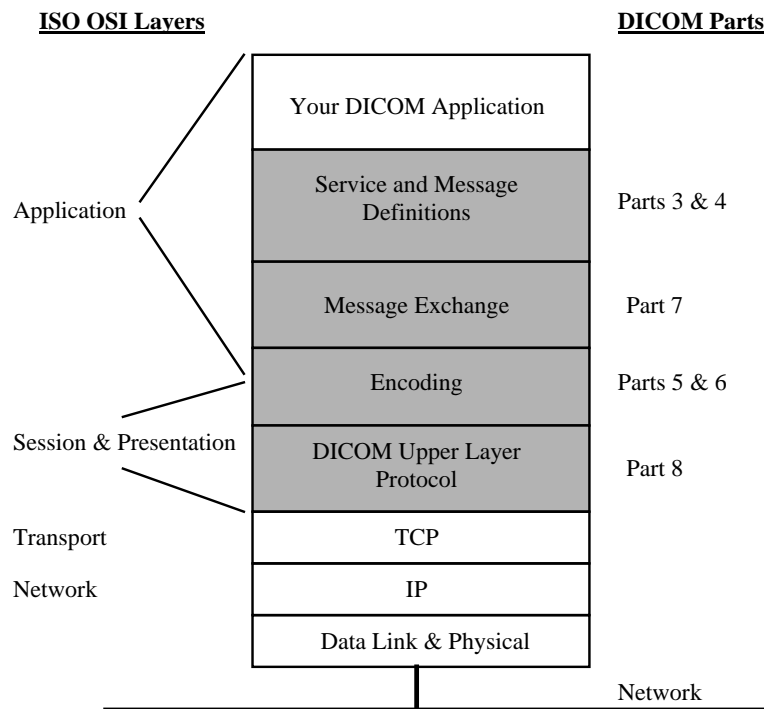 ISO OSI Layers
DICOM Parts
Your DICOM Application
Service and Message
Definitions
Parts 3 & 4
Application
Message Exchange
Part 7
Encoding
Parts 5 & 6
Session & Presentation
DICOM Upper Layer
Protocol
Part 8
Transport
TCP
Network
IP
Data Link & Physical
Network